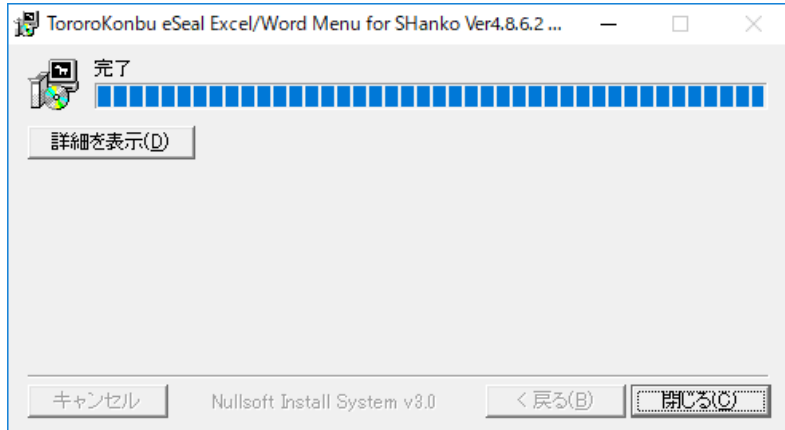 TororoKonbu eSeal Excel/Word Menu for SHanko Ver4.8.6.2 ...
完了
詳細を表示(D)
キャンセル
Nullsoft Install System v3.0
< 戻る(B)
閉じる(C)